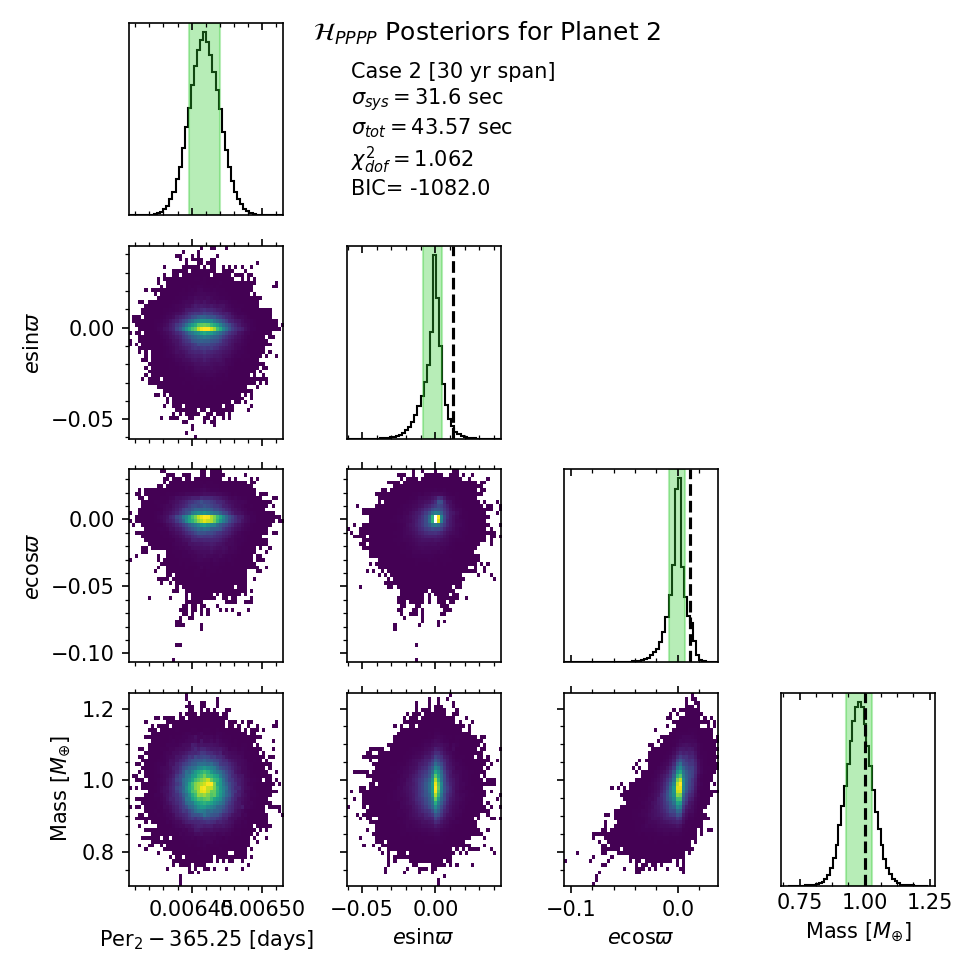 𝓗_PPPP Posteriors for Planet 2
Case 2 [30 yr span]
σ_sys = 31.6 sec
σ_tot = 43.57 sec
χ²_dof = 1.062
BIC= -1082.0
esinϖ
0.00
−0.05
ecosϖ
0.00
−0.05
−0.10
Mass [M⊕]
1.2
1.0
0.8
0.00645 0.00650
Per₂ − 365.25 [days]
−0.05 0.00
esinϖ
−0.1 0.0
ecosϖ
0.75 1.00 1.25
Mass [M⊕]